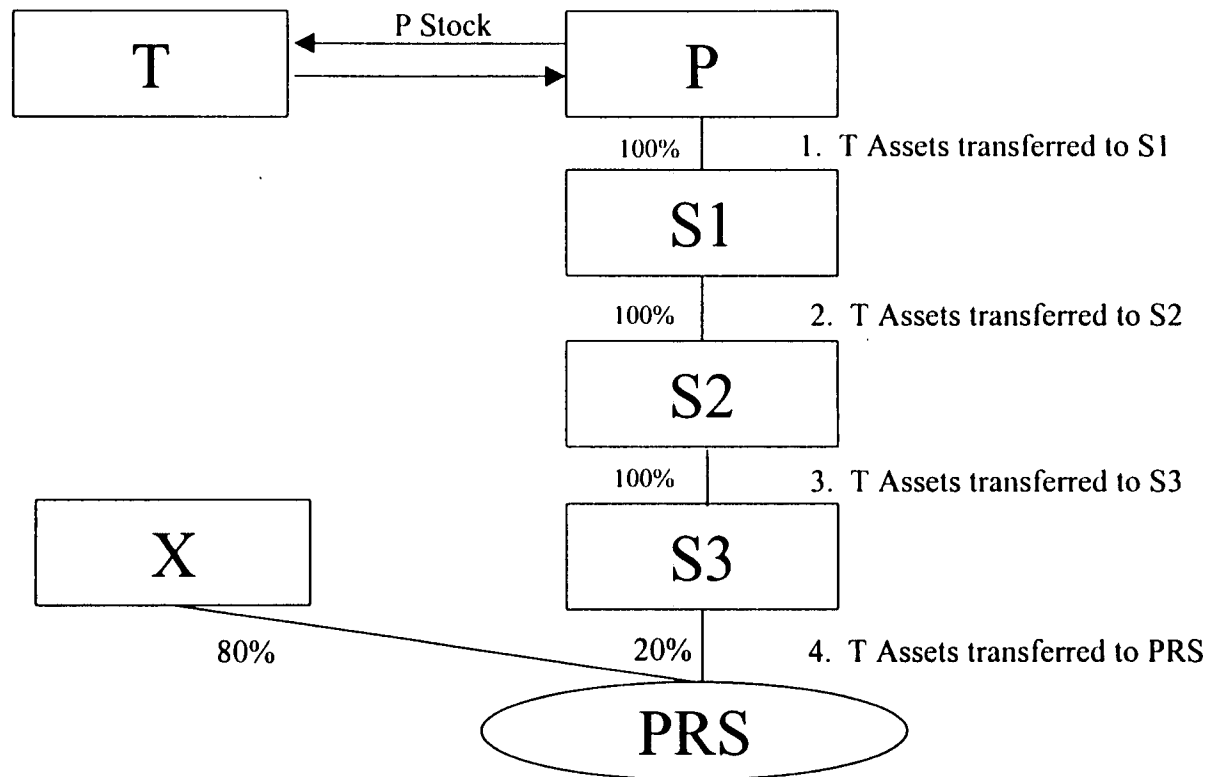 P Stock
T
P
100%
1. T Assets transferred to S1
S1
100%
2. T Assets transferred to S2
S2
100%
3. T Assets transferred to S3
X
S3
80%
20%
4. T Assets transferred to PRS
PRS